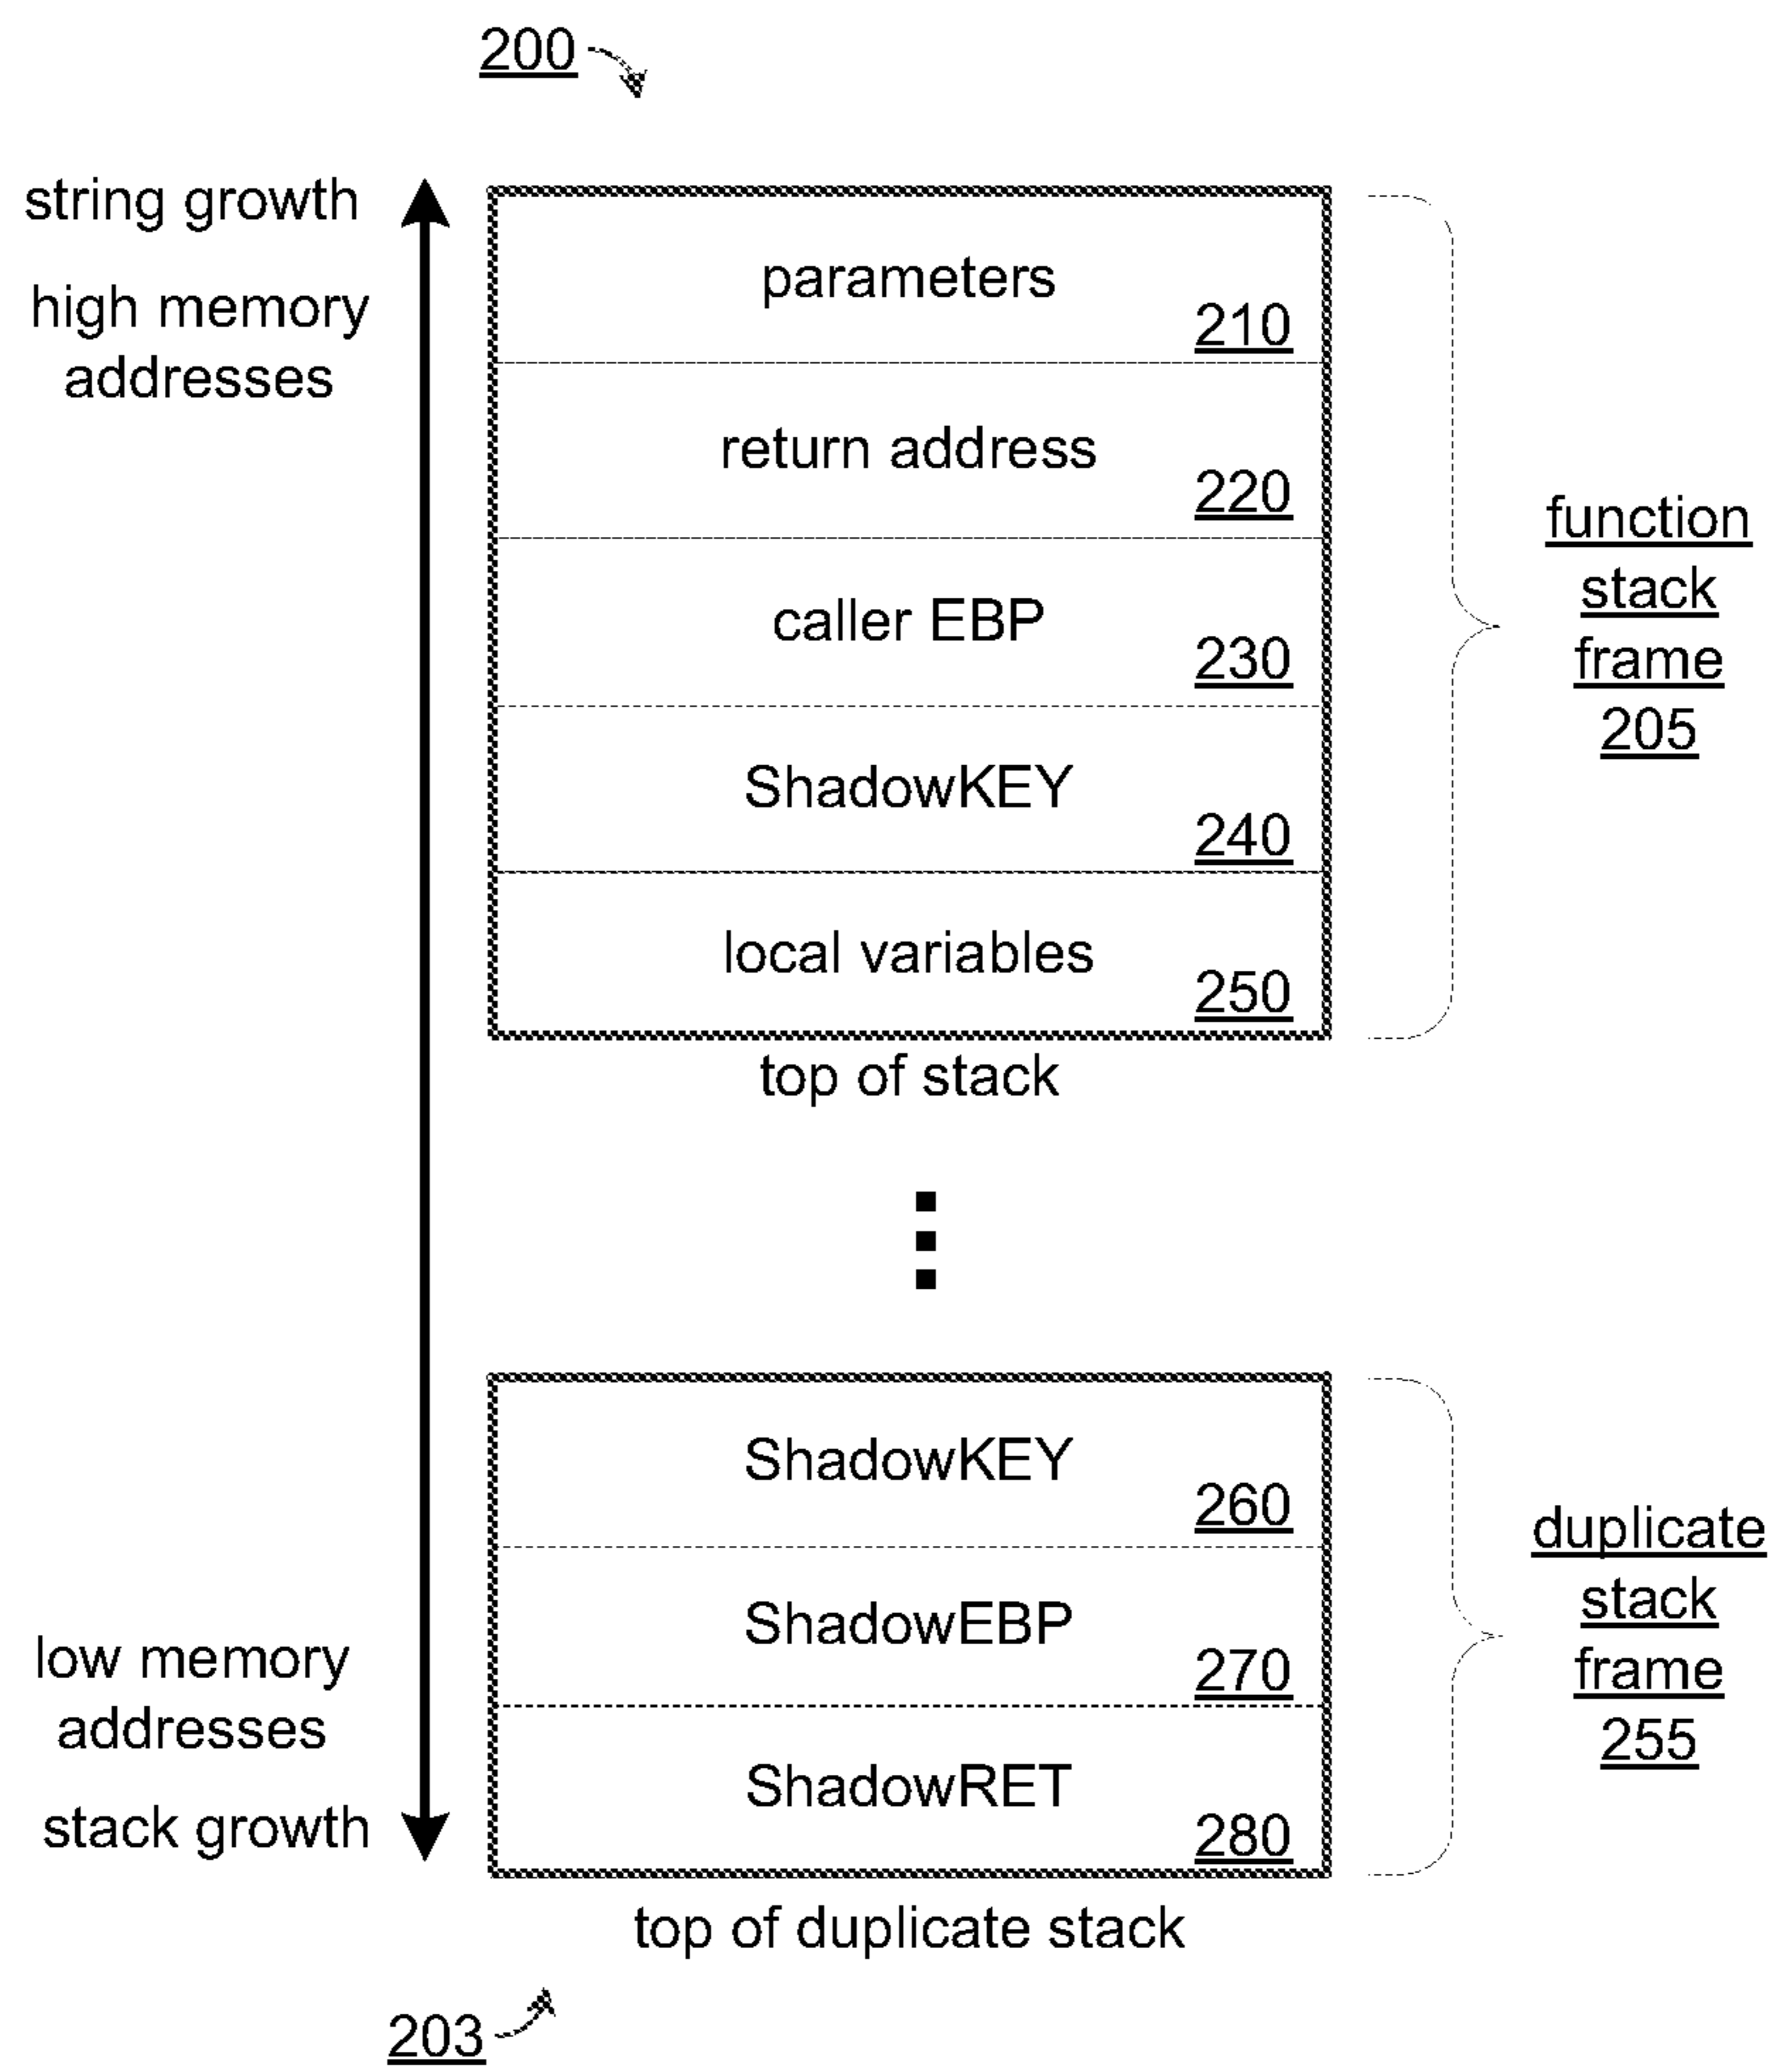 200
string growth
high memory
addresses
parameters
210
return address
220
caller EBP
230
ShadowKEY
240
local variables
250
top of stack
function
stack
frame
205
ShadowKEY
260
ShadowEBP
270
ShadowRET
280
top of duplicate stack
duplicate
stack
frame
255
low memory
addresses
stack growth
203